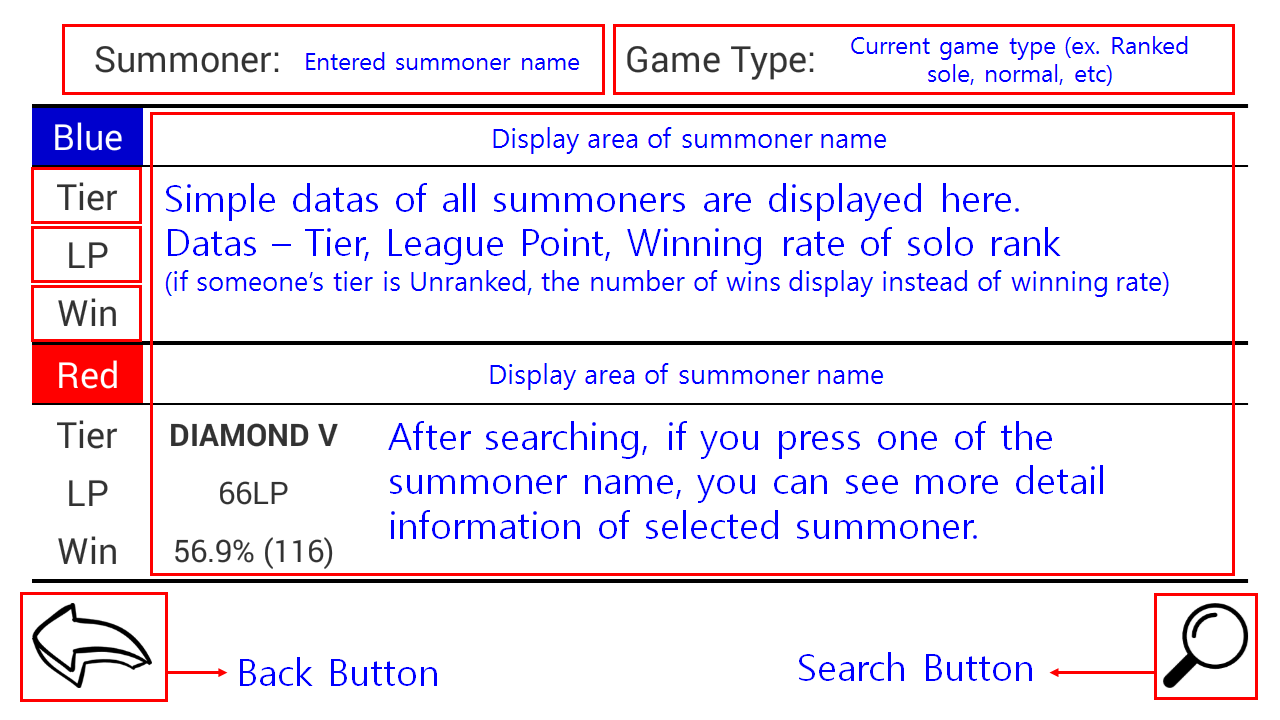 Summoner: Entered summoner name
Game Type: Current game type (ex. Ranked
sole, normal, etc)
Blue
Display area of summoner name
Tier
LP
Win
Simple datas of all summoners are displayed here.
Datas – Tier, League Point, Winning rate of solo rank
(if someone’s tier is Unranked, the number of wins display instead of winning rate)
Red
Display area of summoner name
Tier DIAMOND V
LP 66LP
Win 56.9% (116)
After searching, if you press one of the
summoner name, you can see more detail
information of selected summoner.
Back Button
Search Button